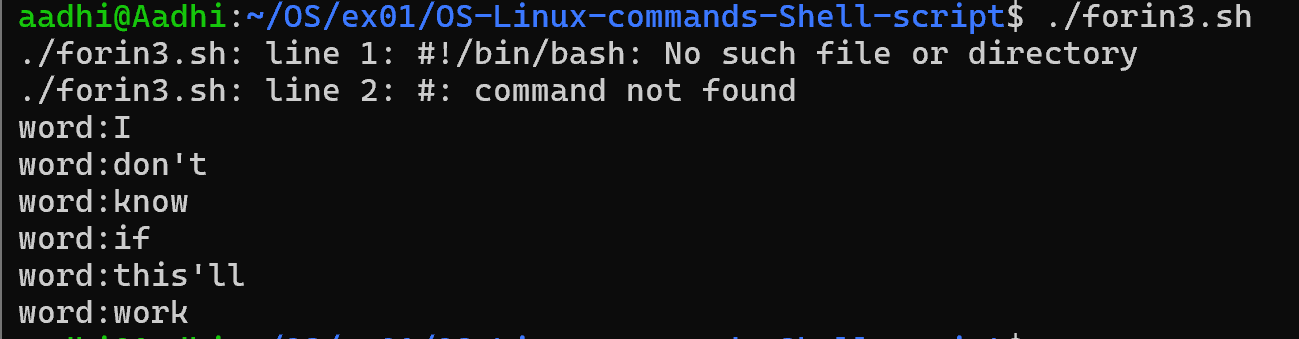 aadhi@Aadhi:~/OS/ex01/OS-Linux-commands-Shell-script$ ./forin3.sh
./forin3.sh: line 1: #!/bin/bash: No such file or directory
./forin3.sh: line 2: #: command not found
word:I
word:don't
word:know
word:if
word:this'll
word:work